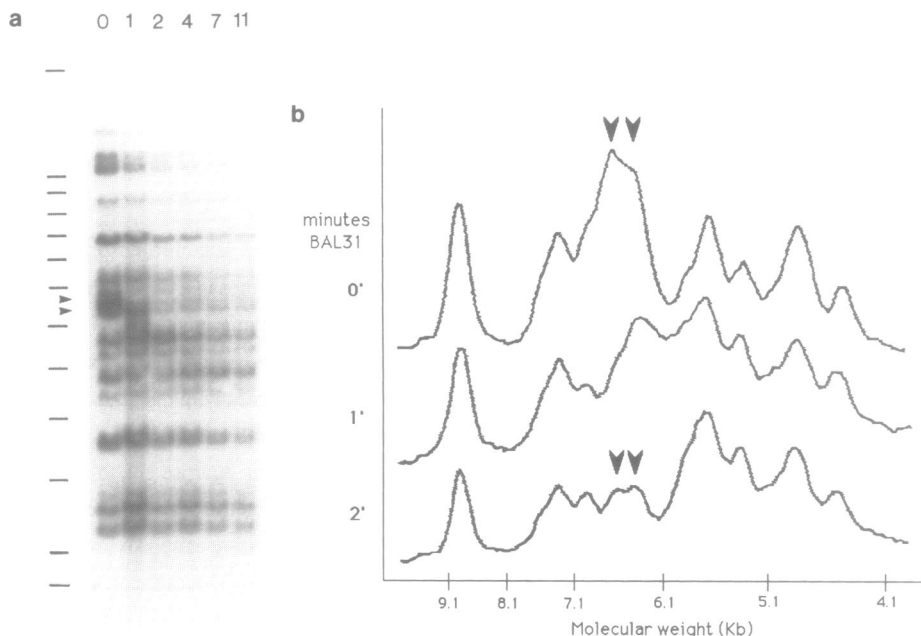 a
0 1 2 4 7 11
b
minutes
BAL31
0'
1'
2'
9.1 8.1 7.1 6.1 5.1 4.1
Molecular weight (Kb)